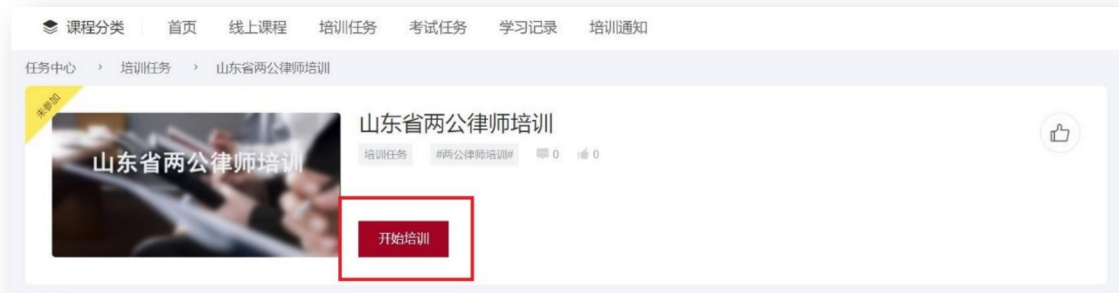 课程分类 首页 线上课程 培训任务 考试任务 学习记录 培训通知
任务中心 > 培训任务 > 山东省两公律师培训
未参加
山东省两公律师培训
山东省两公律师培训
培训任务 #两公律师培训# 0 0
开始培训